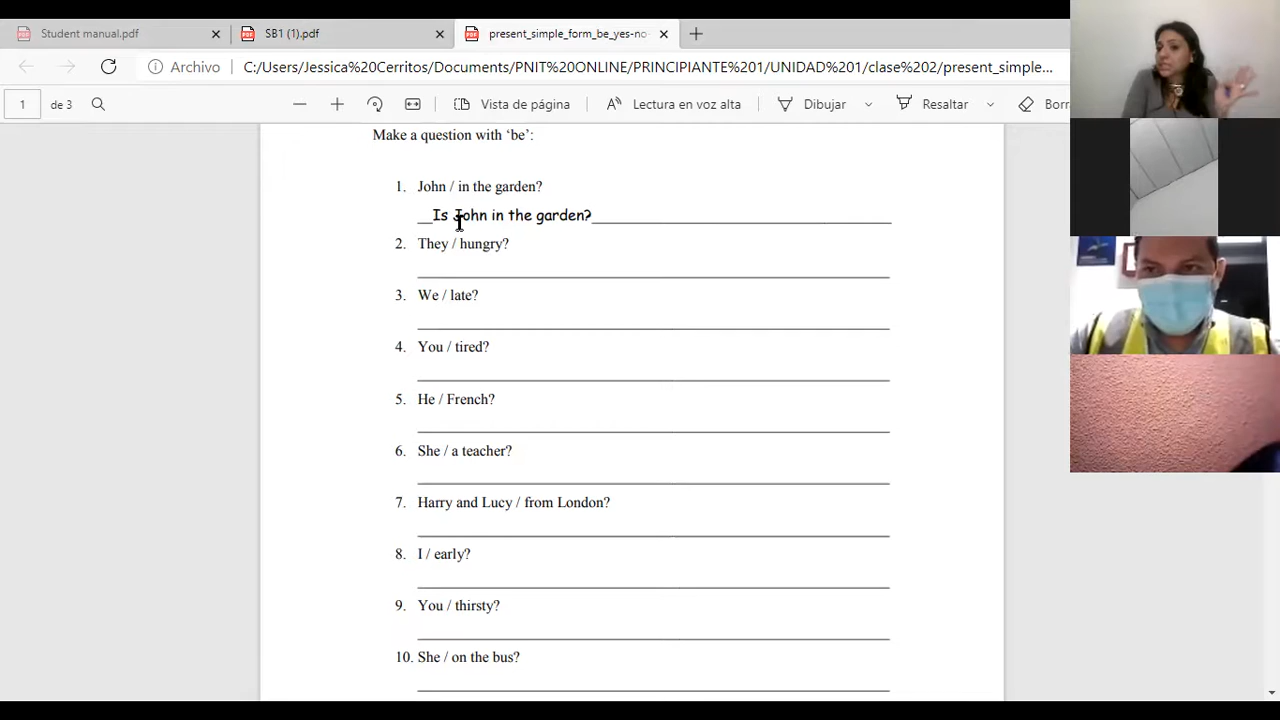 Student manual.pdf
SB1 (1).pdf
present_simple_form_be_yes-no
Archivo
C:/Users/Jessica%20Cerritos/Documents/PNIT%20ONLINE/PRINCIPIANTE%201/UNIDAD%201/clase%202/present_simple...
1 de 3
Vista de página
Lectura en voz alta
Dibujar
Resaltar
Borr
Make a question with ‘be’:
1. John / in the garden?
__Is John in the garden?
2. They / hungry?
3. We / late?
4. You / tired?
5. He / French?
6. She / a teacher?
7. Harry and Lucy / from London?
8. I / early?
9. You / thirsty?
10. She / on the bus?